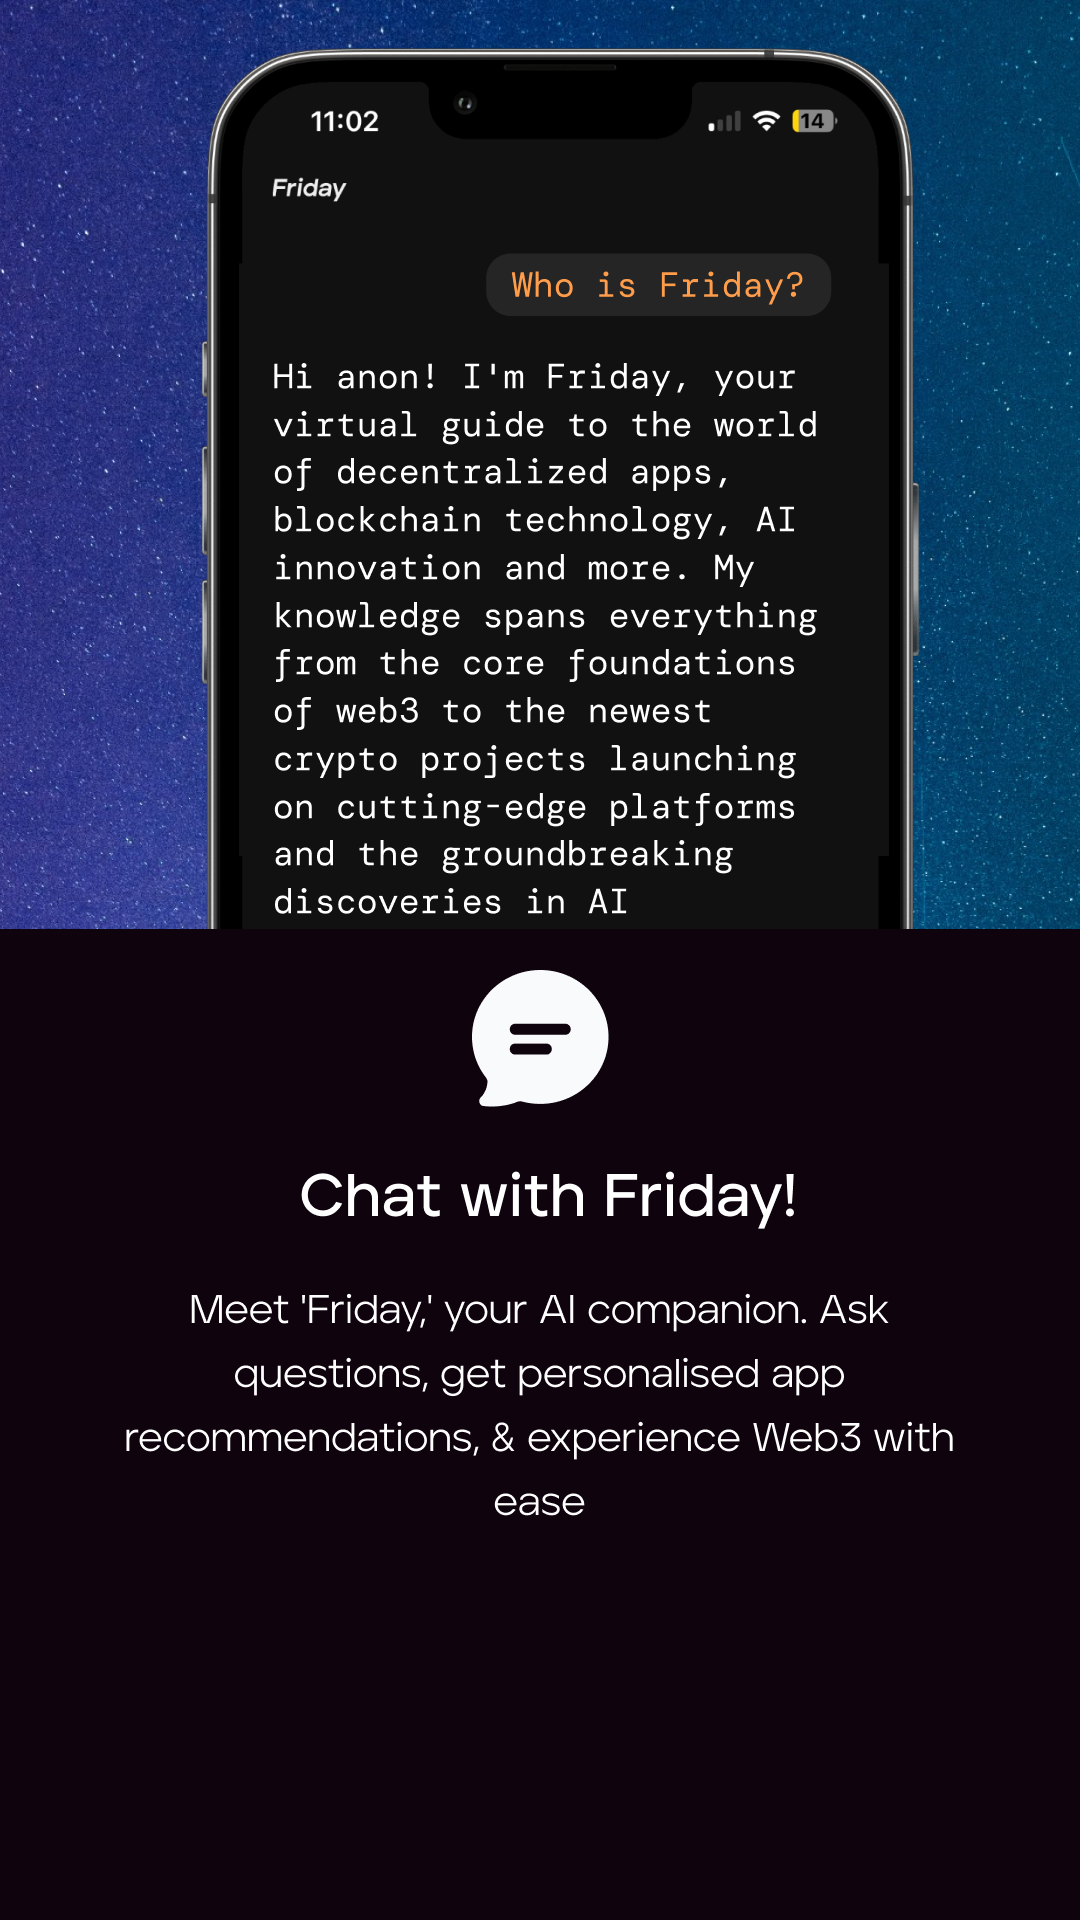 11:02
14
Friday
Who is Friday?
Hi anon! I'm Friday, your
virtual guide to the world
of decentralized apps,
blockchain technology, AI
innovation and more. My
knowledge spans everything
from the core foundations
of web3 to the newest
crypto projects launching
on cutting-edge platforms
and the groundbreaking
discoveries in AI
Chat with Friday!
Meet 'Friday,' your AI companion. Ask
questions, get personalised app
recommendations, & experience Web3 with
ease